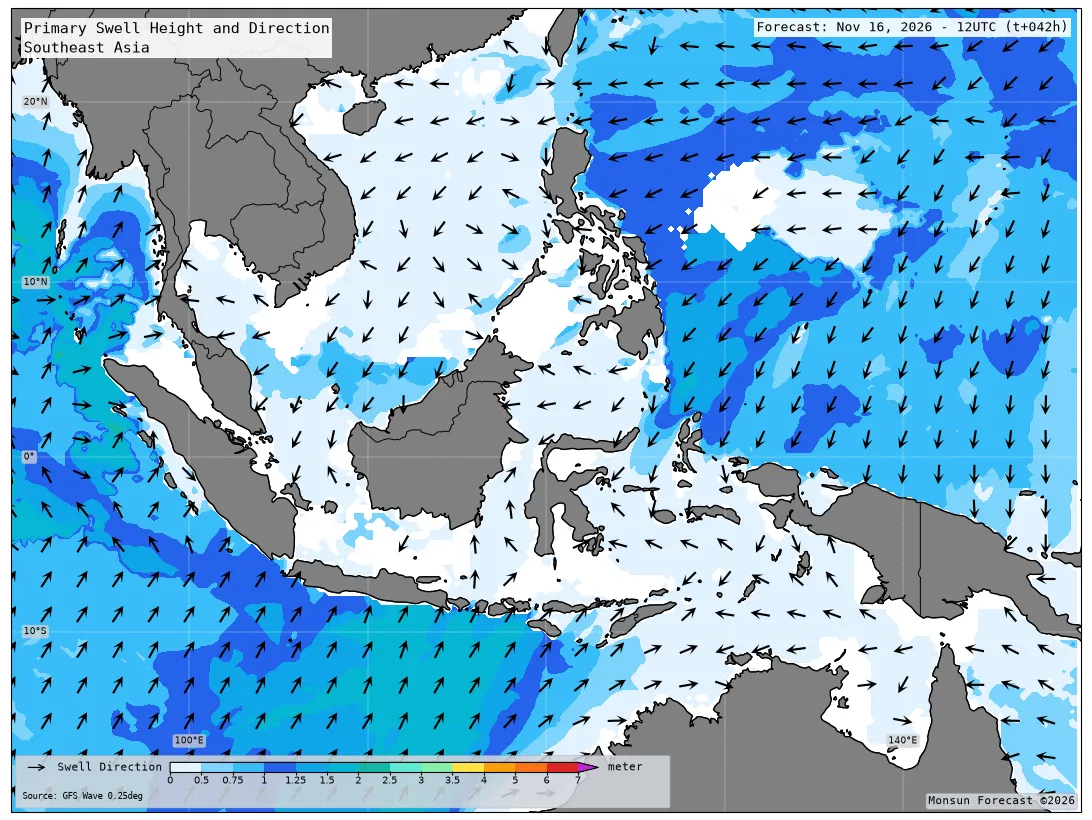 Primary Swell Height and Direction
Southeast Asia
Forecast: Nov 16, 2026 - 12UTC (t+042h)
20°N
10°N
0°
10°S
100°E
140°E
Swell Direction
0 0.5 0.75 1 1.25 1.5 2 2.5 3 3.5 4 5 6 7
meter
Source: GFS Wave 0.25deg
Monsun Forecast ©2026